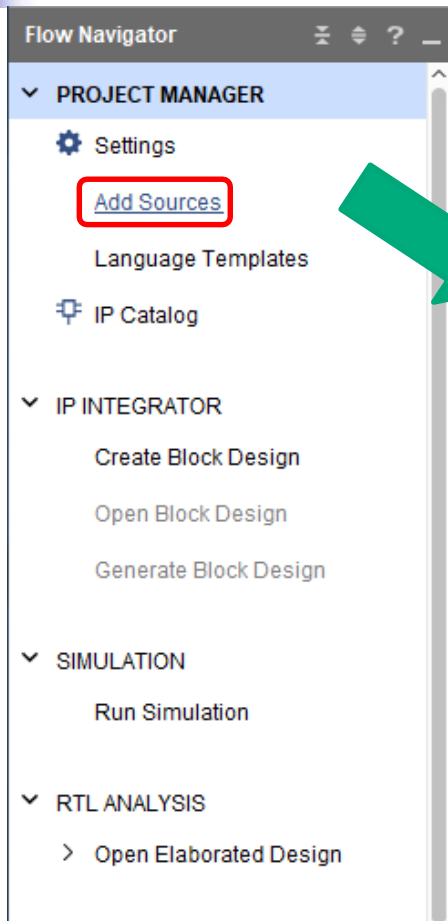 Flow Navigator ?
PROJECT MANAGER
Settings
Add Sources
Language Templates
IP Catalog
IP INTEGRATOR
Create Block Design
Open Block Design
Generate Block Design
SIMULATION
Run Simulation
RTL ANALYSIS
Open Elaborated Design